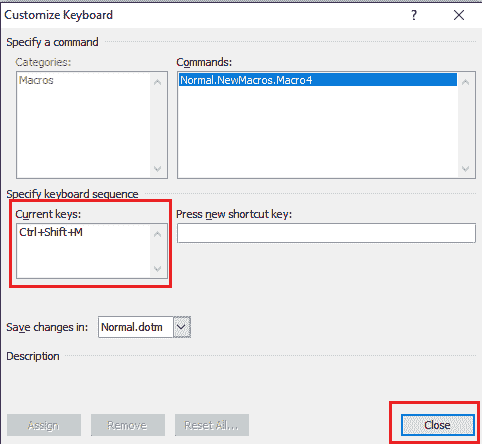 Customize Keyboard ? ×
Specify a command
Categories: Commands:
Macros Normal.NewMacros.Macro4
Specify keyboard sequence
Current keys: Press new shortcut key:
Ctrl+Shift+M
Save changes in: Normal.dotm
Description
Assign Remove Reset All... Close